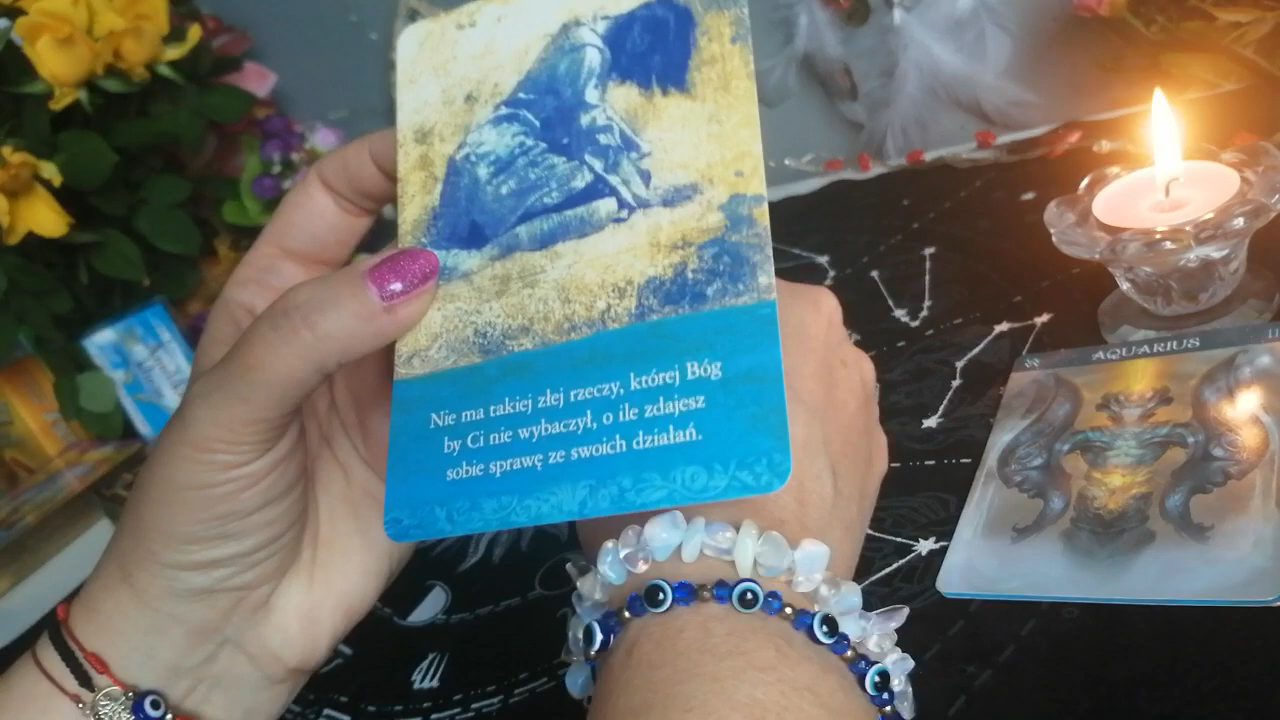 Nie ma takiej złej rzeczy, której Bóg
by Ci nie wybaczył, o ile zdajesz
sobie sprawę ze swoich działań.
AQUARIUS